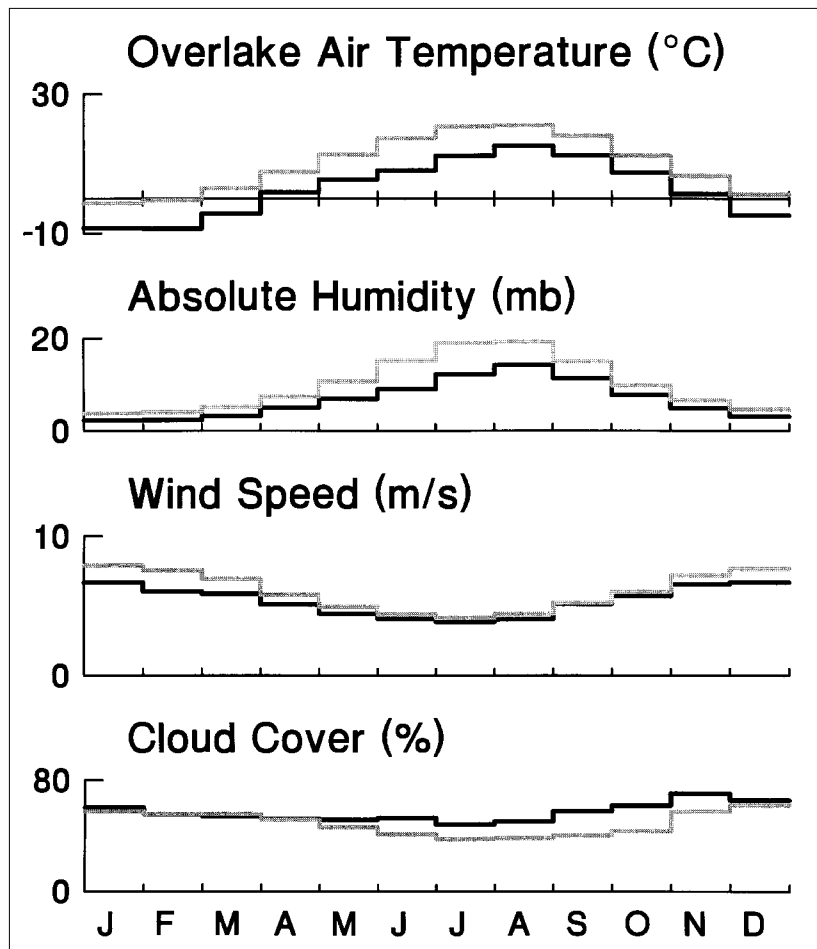 Overlake Air Temperature (°C)
30
-10
Absolute Humidity (mb)
20
0
Wind Speed (m/s)
10
0
Cloud Cover (%)
80
0
J F M A M J J A S O N D